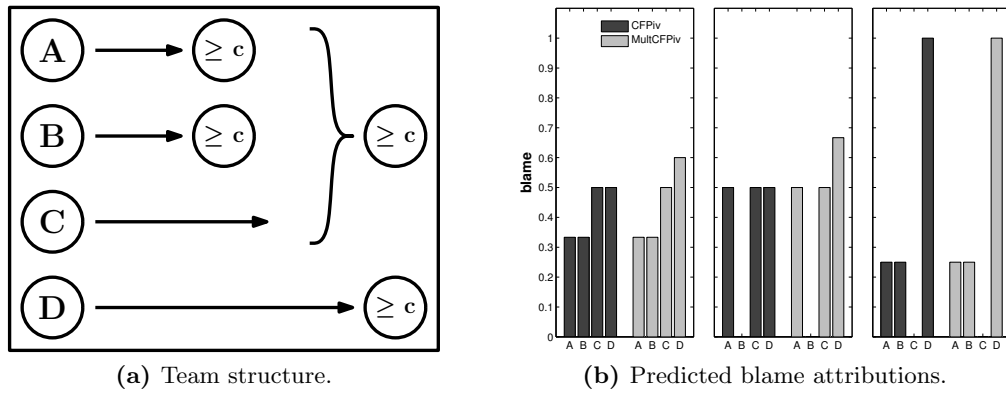 A
≥ c
B
≥ c
≥ c
C
D
≥ c
(a) Team structure.
CFPiv
MultCFPiv
blame
1
0.9
0.8
0.7
0.6
0.5
0.4
0.3
0.2
0.1
0
A B C D A B C D
A B C D A B C D
A B C D A B C D
(b) Predicted blame attributions.